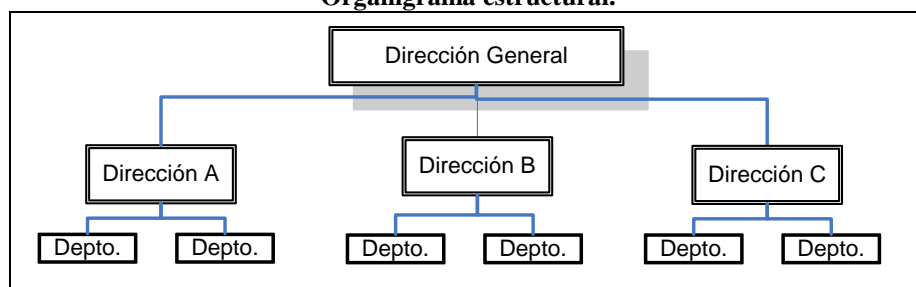 Organigrama estructural.
Dirección General
Dirección A
Dirección B
Dirección C
Depto.
Depto.
Depto.
Depto.
Depto.
Depto.